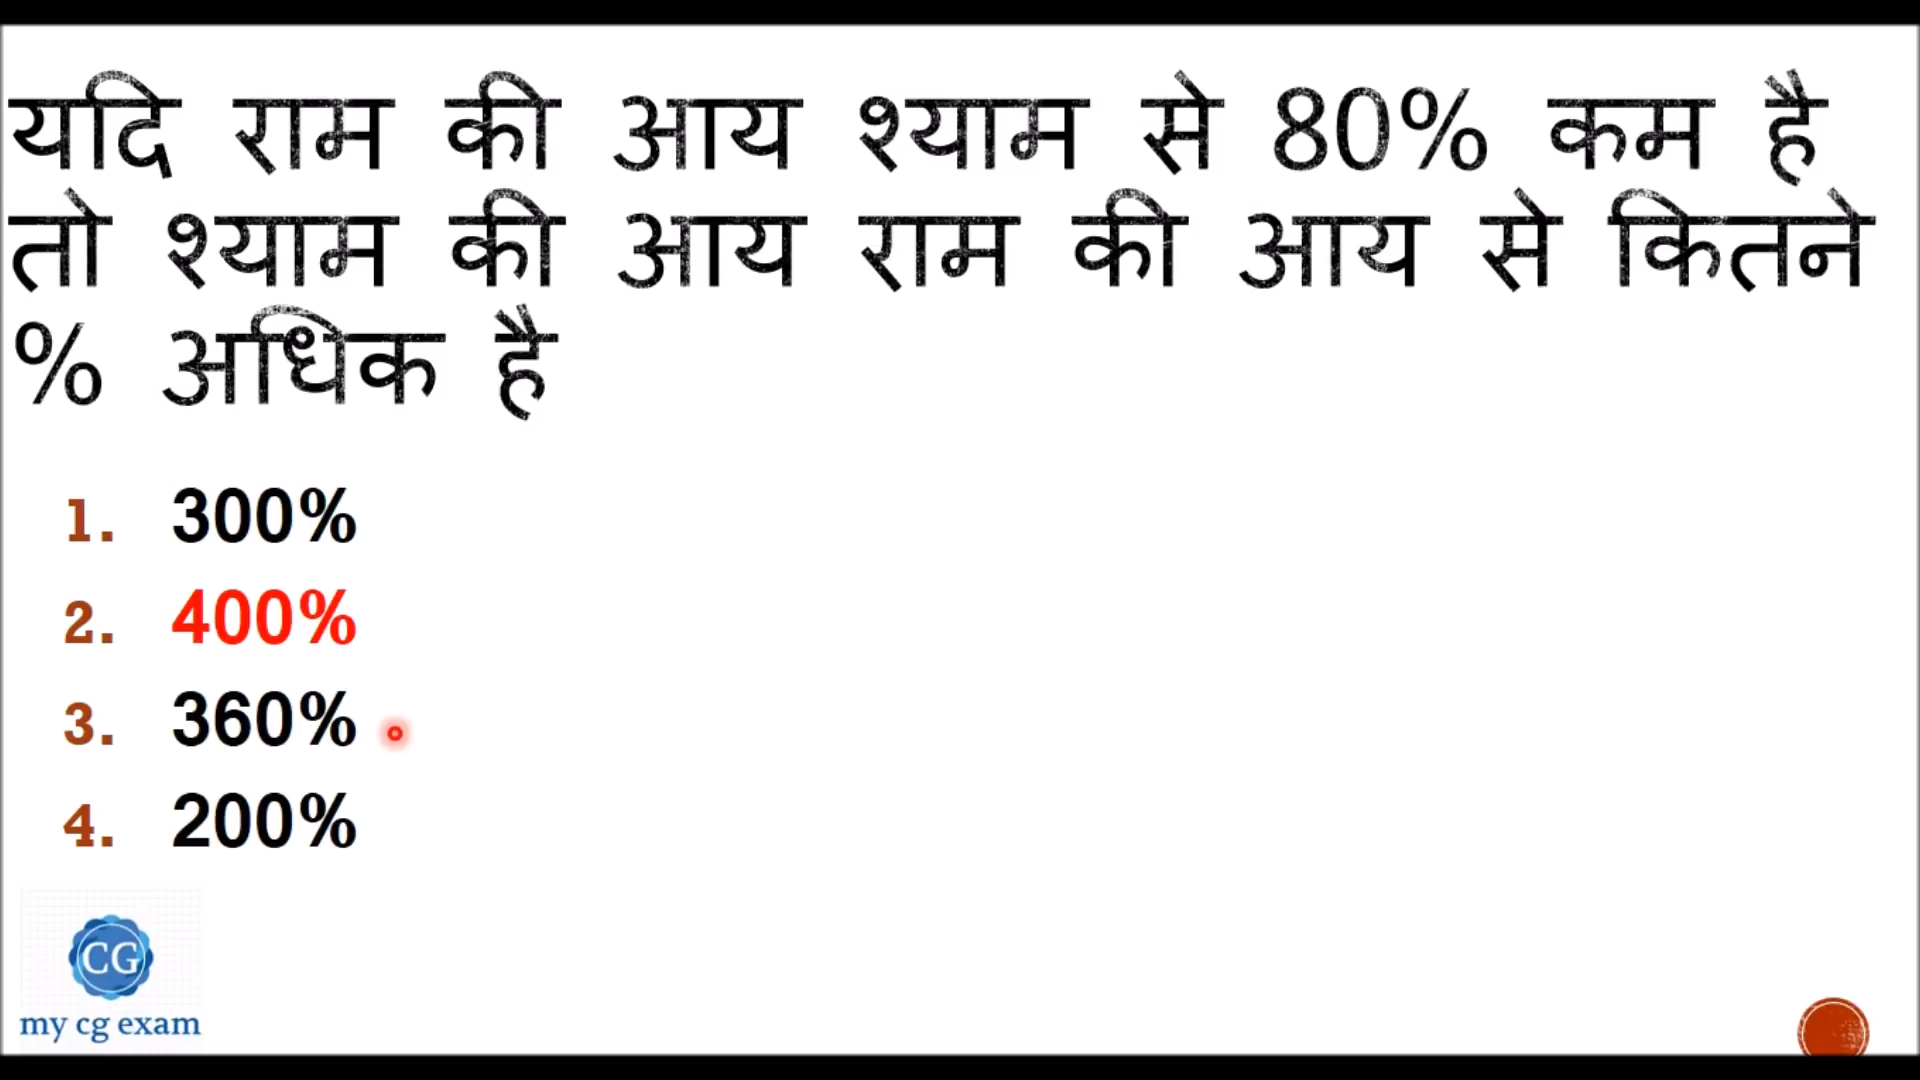 यदि राम की आय श्याम से 80% कम है
तो श्याम की आय राम की आय से कितने
% अधिक है
1. 300%
2. 400%
3. 360%
4. 200%
CG
my cg exam